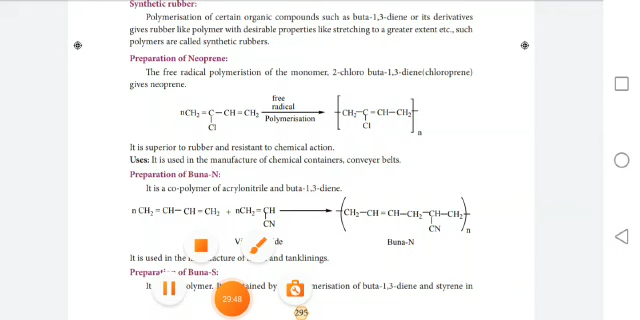 Synthetic rubber:
Polymerisation of certain organic compounds such as buta-1,3-diene or its derivatives
gives rubber like polymer with desirable properties like stretching to a greater extent etc., such
polymers are called synthetic rubbers.
Preparation of Neoprene:
The free radical polymeristion of the monomer, 2-chloro buta-1,3-diene(chloroprene)
gives neoprene.
free
radical
nCH₂ = C – CH = CH₂ Polymerisation CH₂ – C = CH – CH₂ n
Cl Cl
It is superior to rubber and resistant to chemical action.
Uses: It is used in the manufacture of chemical containers, conveyer belts.
Preparation of Buna-N:
It is a co-polymer of acrylonitrile and buta-1,3-diene.
n CH₂ = CH – CH = CH₂ + nCH₂ = CH CH₂ – CH = CH – CH₂ – CH – CH₂ n
CN CN
Buna-N
It is used in the of and tanklinings.
of Buna-S:
It by of buta-1,3-diene and styrene in
29:48
295